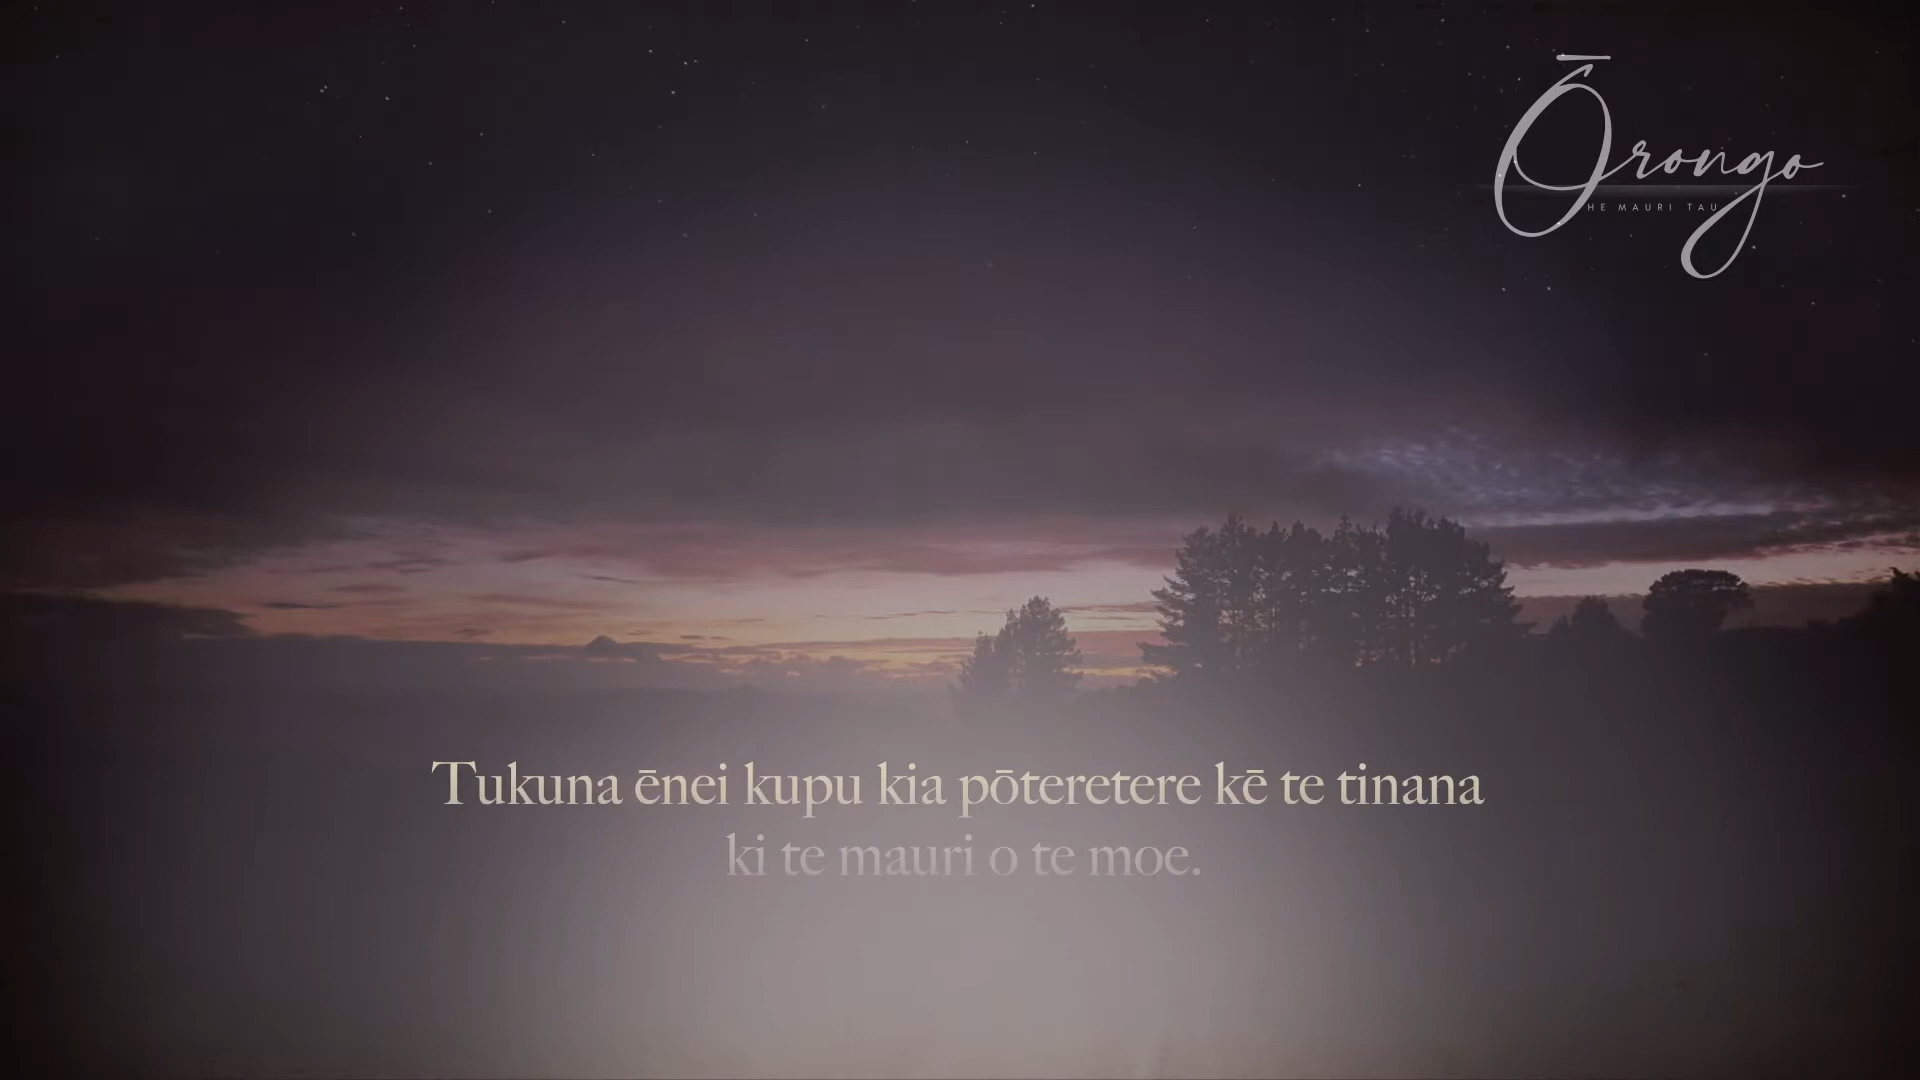 Ōrongo
HE MAURI TAU
Tukuna ēnei kupu kia pōteretere kē te tinana
ki te mauri o te moe.